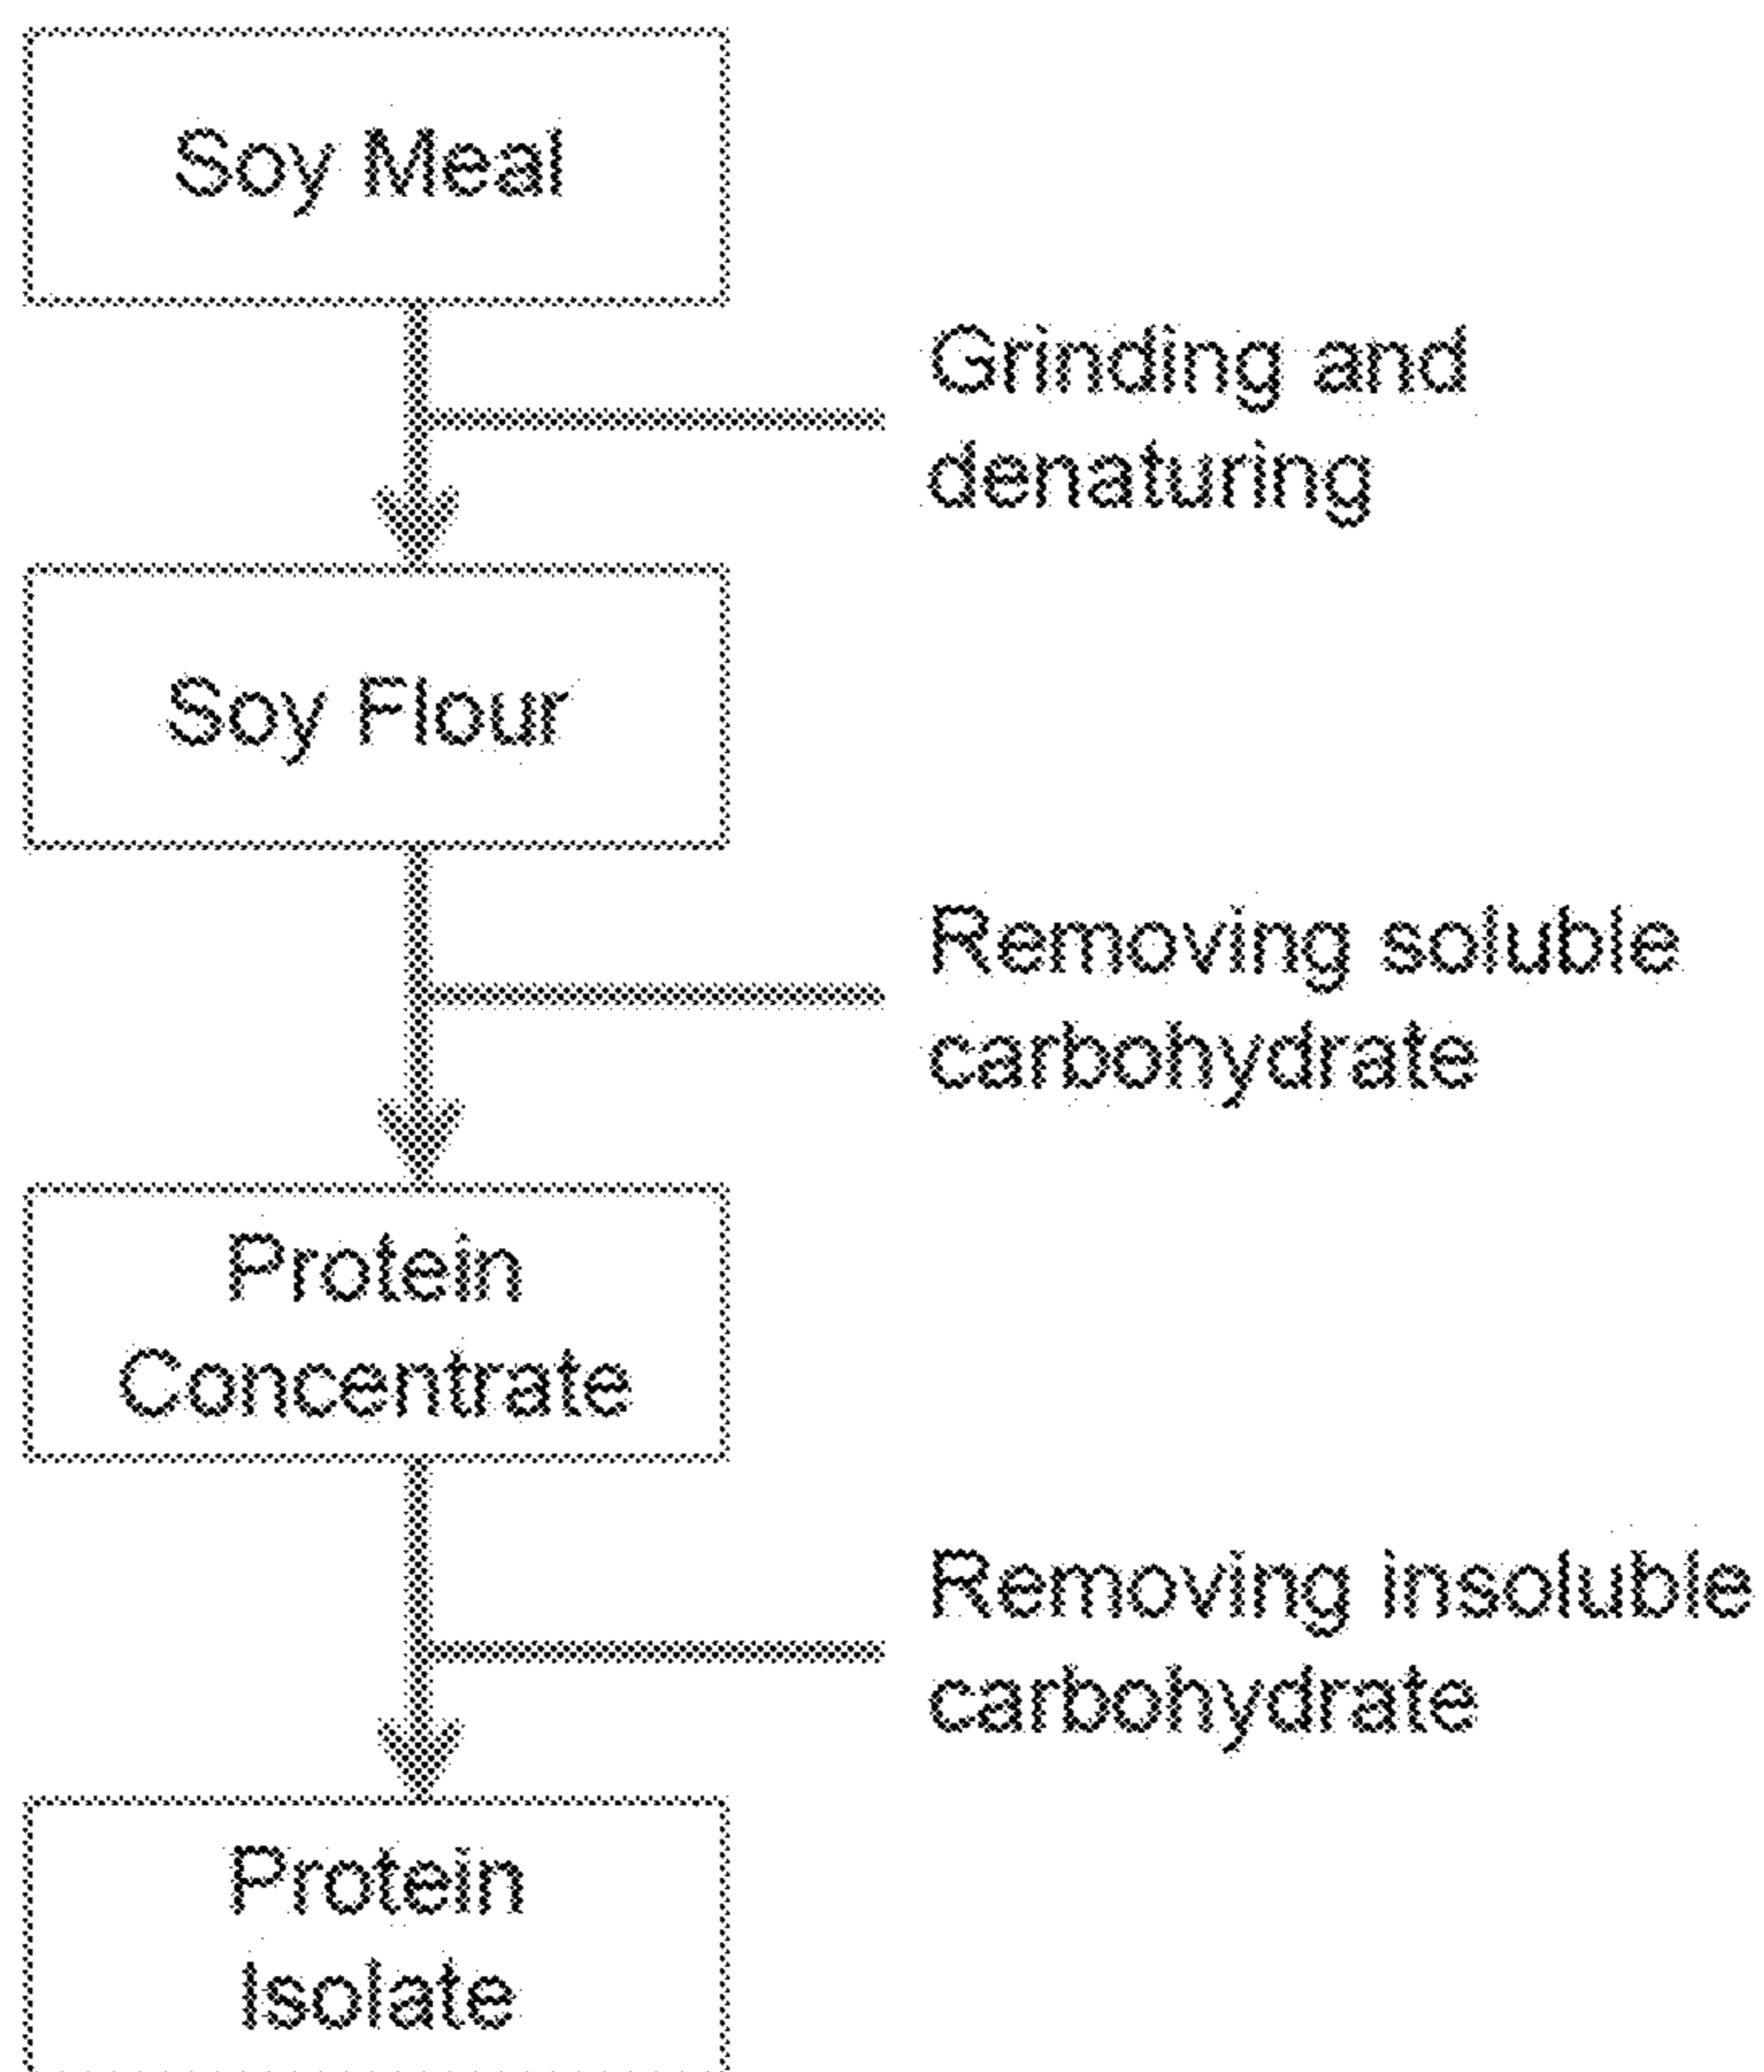 Soy Meal
Grinding and
denaturing
Soy Flour
Removing soluble
carbohydrate
Protein
Concentrate
Removing insoluble
carbohydrate
Protein
Isolate